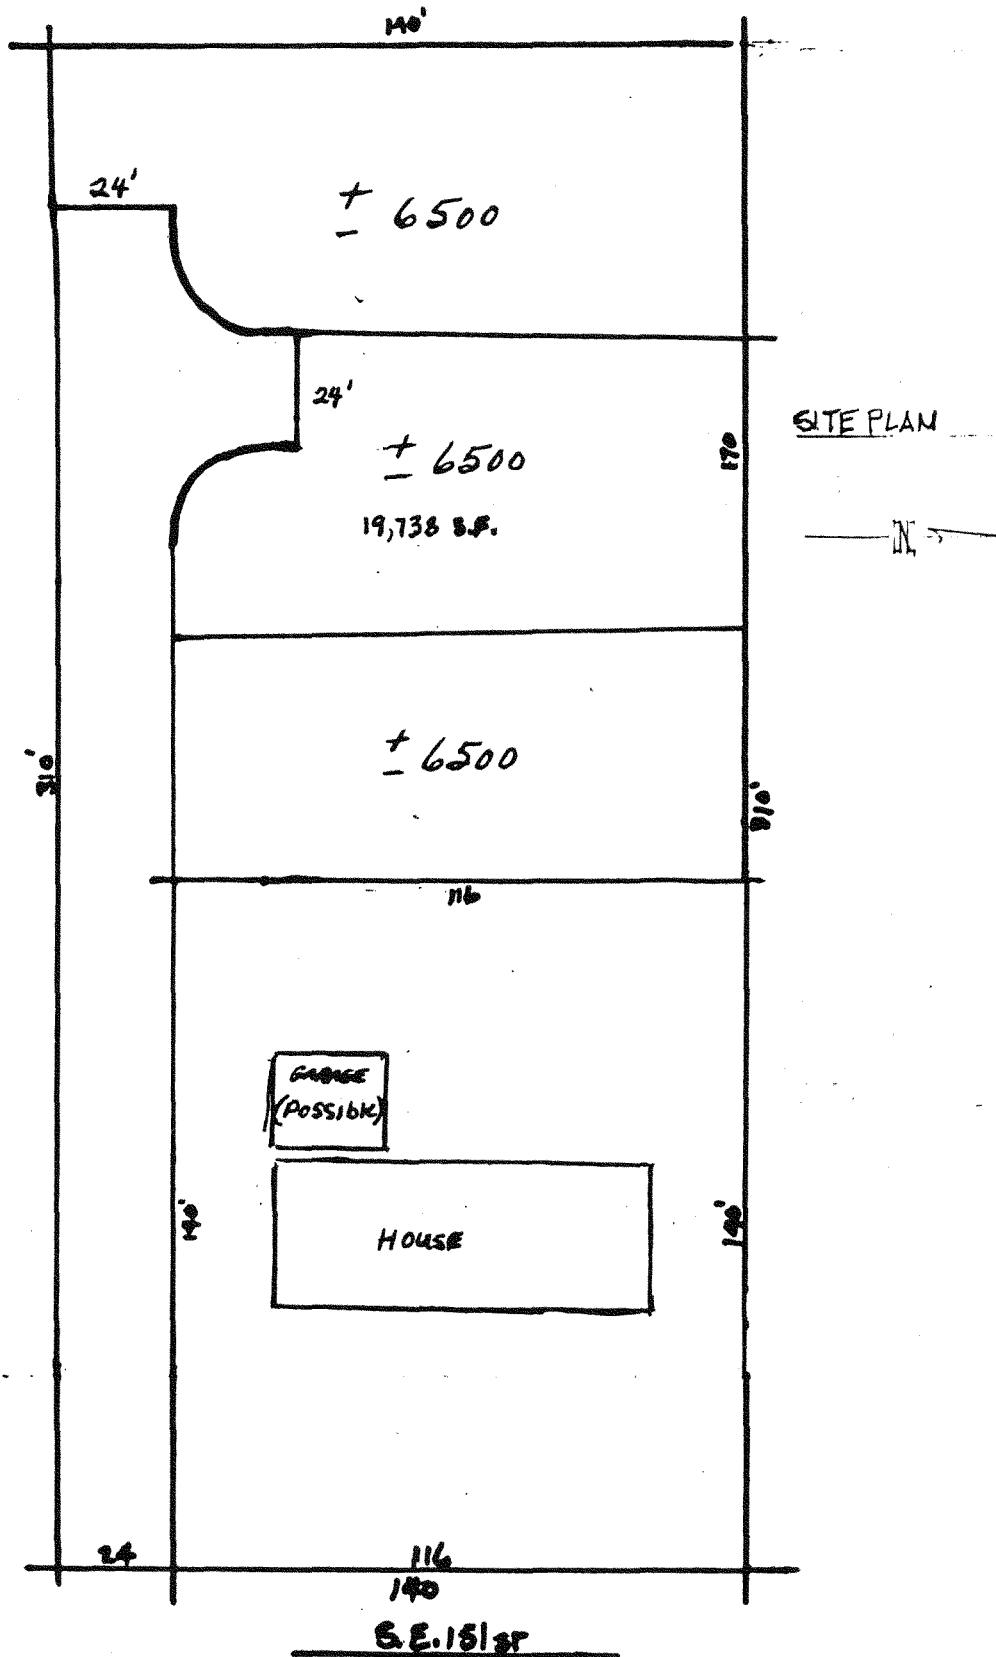 140'
24'
± 6500
24'
± 6500
19,738 S.F.
170
SITE PLAN
N
± 6500
310'
310'
116
GARAGE
(POSSIBLE)
HOUSE
140'
140'
24
116
140
S.E. 151 ST